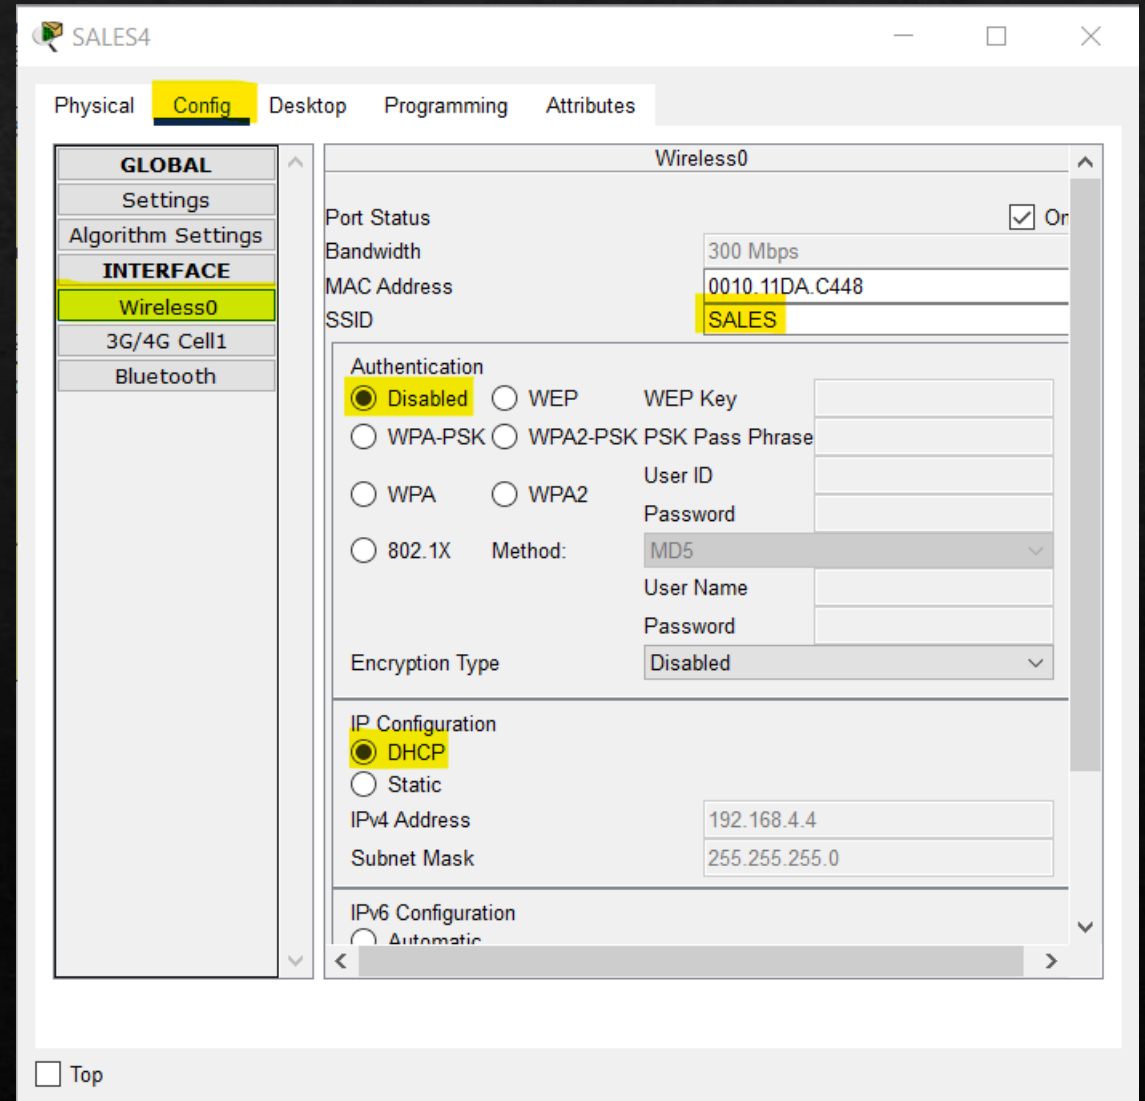 SALES4
Physical Config Desktop Programming Attributes
GLOBAL
Settings
Algorithm Settings
INTERFACE
Wireless0
3G/4G Cell1
Bluetooth
Wireless0
Port Status On
Bandwidth 300 Mbps
MAC Address 0010.11DA.C448
SSID SALES
Authentication
Disabled WEP WEP Key
WPA-PSK WPA2-PSK PSK Pass Phrase
User ID
WPA WPA2
Password
802.1X Method: MD5
User Name
Password
Encryption Type Disabled
IP Configuration
DHCP
Static
IPv4 Address 192.168.4.4
Subnet Mask 255.255.255.0
IPv6 Configuration
Automatic
Top